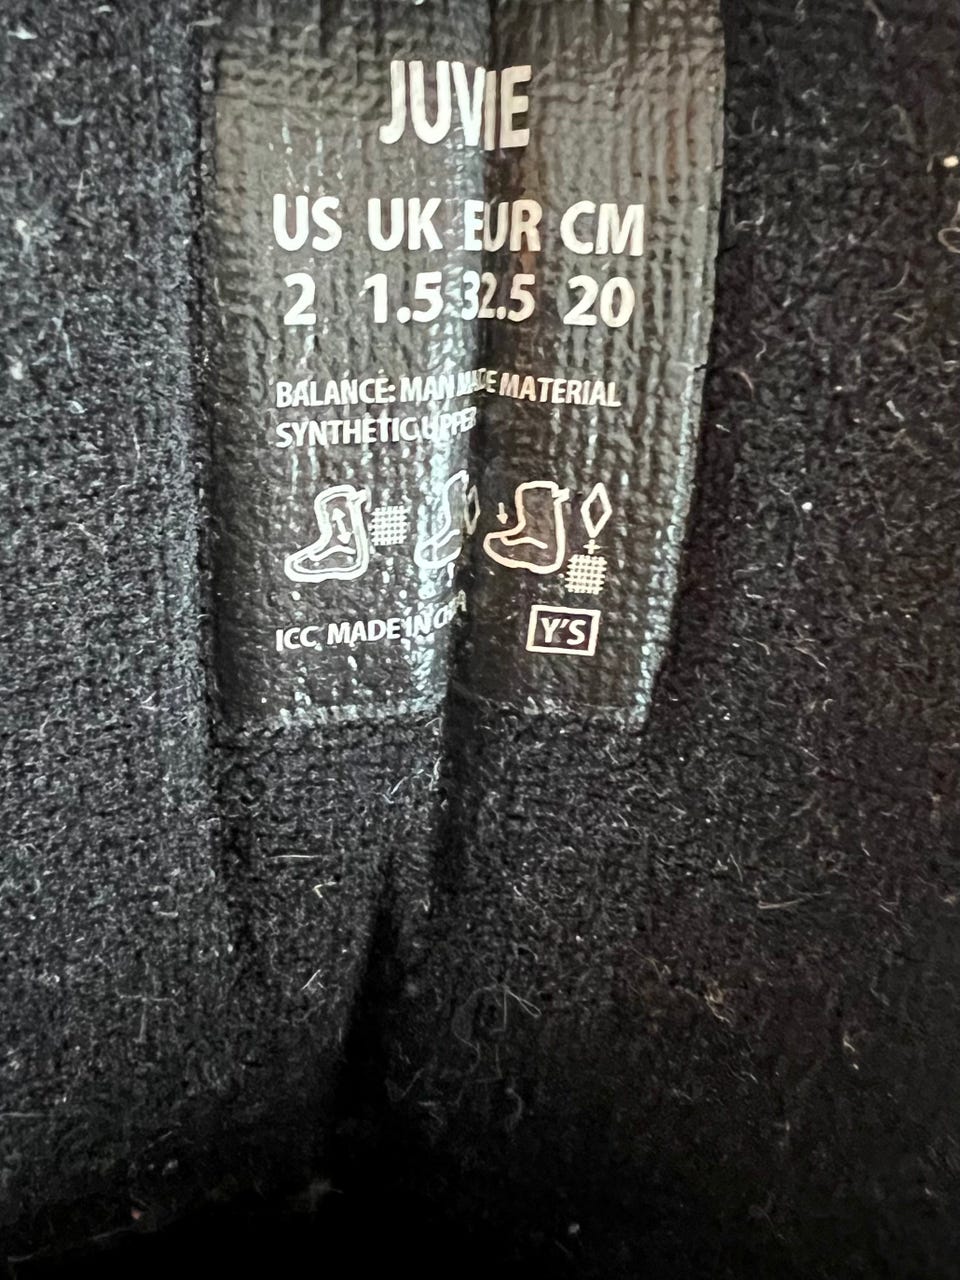 JUVIE
US UK EUR CM
2 1.5 32.5 20
BALANCE: MAN MADE MATERIAL
SYNTHETIC UPPER
ICC MADE IN CHINA
Y'S